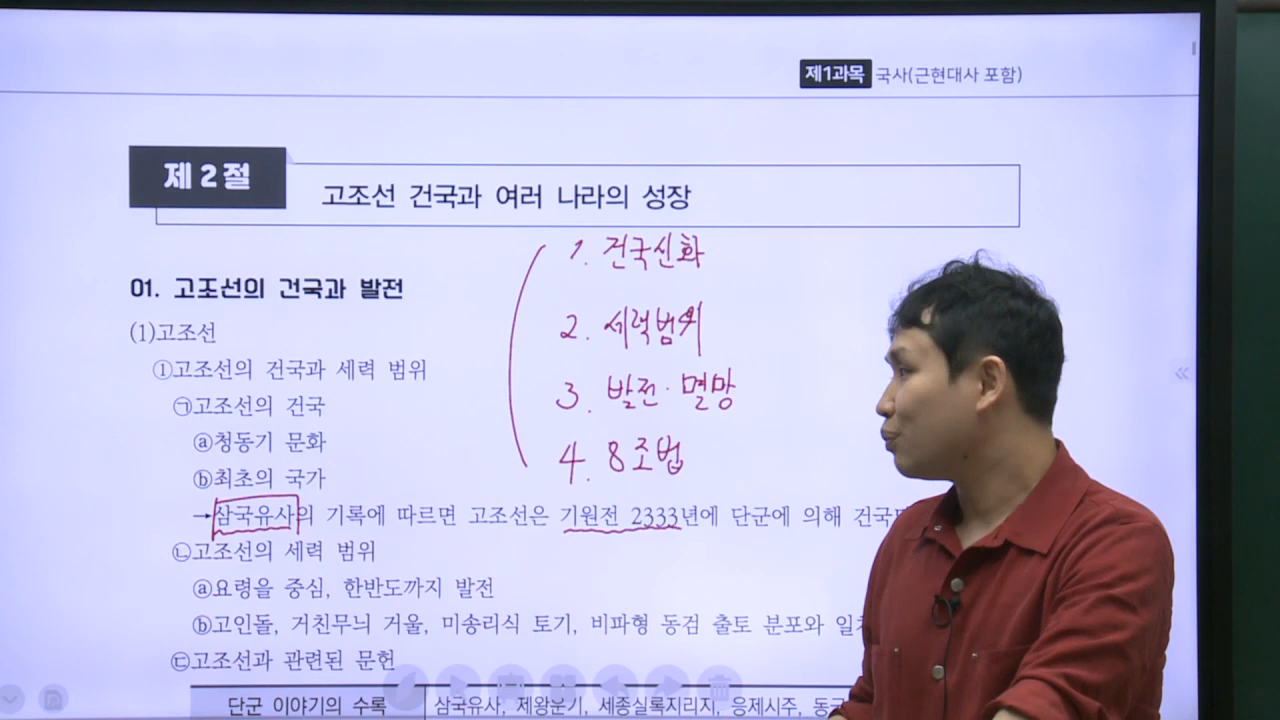 제1과목 국사(근현대사 포함)
제2절
고조선 건국과 여러 나라의 성장
1. 건국신화
01. 고조선의 건국과 발전
2. 세력범위
(1)고조선
①고조선의 건국과 세력 범위
3. 발전·멸망
㉠고조선의 건국
ⓐ청동기 문화
4. 8조법
ⓑ최초의 국가
→삼국유사의 기록에 따르면 고조선은 기원전 2333년에 단군에 의해
㉡고조선의 세력 범위
ⓐ요령을 중심, 한반도까지 발전
ⓑ고인돌, 거친무늬 거울, 미송리식 토기, 비파형 동검 출토 분포와
㉢고조선과 관련된 문헌
단군 이야기의 수록 삼국유사, 제왕운기, 세종실록지리지, 응제시주,